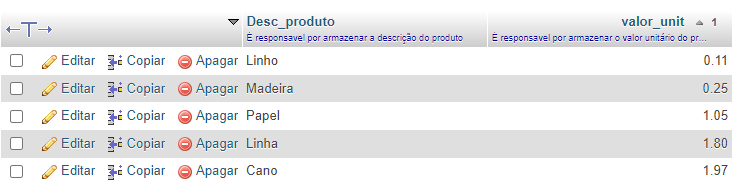 Desc_produto valor_unit 1
É responsavel por armazenar a descrição do produto É responsavel por armazenar o valor unitário do pr...
Editar Copiar Apagar Linho 0.11
Editar Copiar Apagar Madeira 0.25
Editar Copiar Apagar Papel 1.05
Editar Copiar Apagar Linha 1.80
Editar Copiar Apagar Cano 1.97